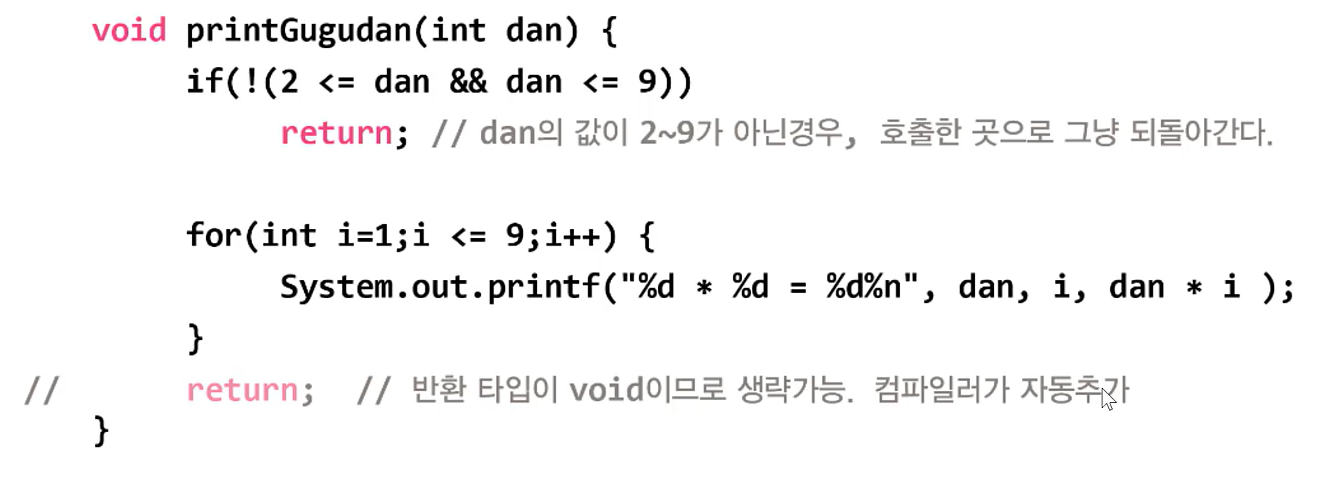 void printGugudan(int dan) {
if(!(2 <= dan && dan <= 9))
return; // dan의 값이 2~9가 아닌경우, 호출한 곳으로 그냥 되돌아간다.
for(int i=1;i <= 9;i++) {
System.out.printf("%d * %d = %d%n", dan, i, dan * i );
}
// return; // 반환 타입이 void이므로 생략가능. 컴파일러가 자동추가
}